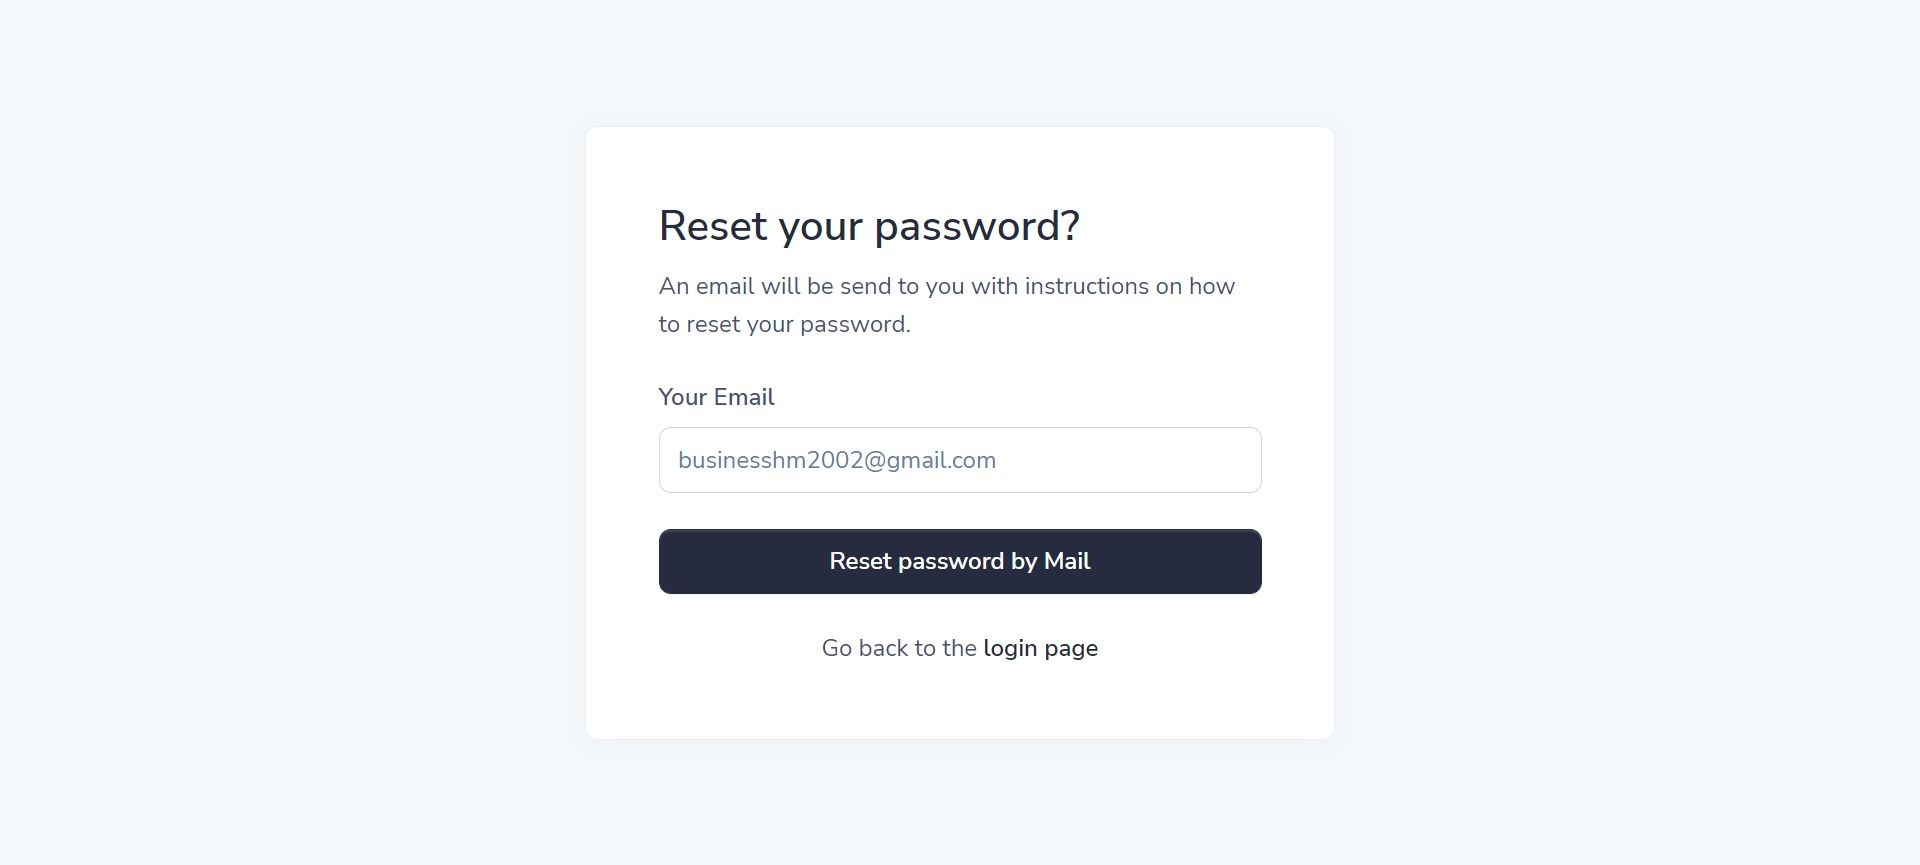 Reset your password?
An email will be send to you with instructions on how
to reset your password.
Your Email
businesshm2002@gmail.com
Reset password by Mail
Go back to the login page